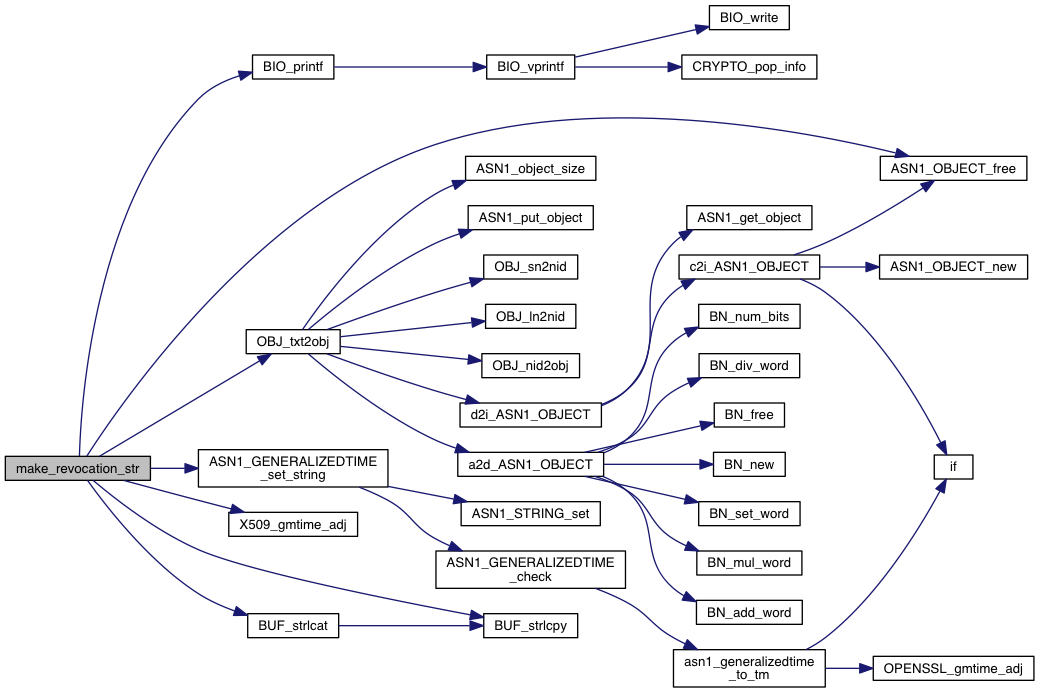 BIO_write
BIO_printf
BIO_vprintf
CRYPTO_pop_info
ASN1_object_size
ASN1_OBJECT_free
ASN1_put_object
ASN1_get_object
OBJ_sn2nid
c2i_ASN1_OBJECT
ASN1_OBJECT_new
OBJ_ln2nid
BN_num_bits
OBJ_txt2obj
OBJ_nid2obj
BN_div_word
d2i_ASN1_OBJECT
BN_free
make_revocation_str
ASN1_GENERALIZEDTIME
_set_string
a2d_ASN1_OBJECT
BN_new
if
X509_gmtime_adj
ASN1_STRING_set
BN_set_word
ASN1_GENERALIZEDTIME
_check
BN_mul_word
BUF_strlcat
BUF_strlcpy
BN_add_word
asn1_generalizedtime
_to_tm
OPENSSL_gmtime_adj